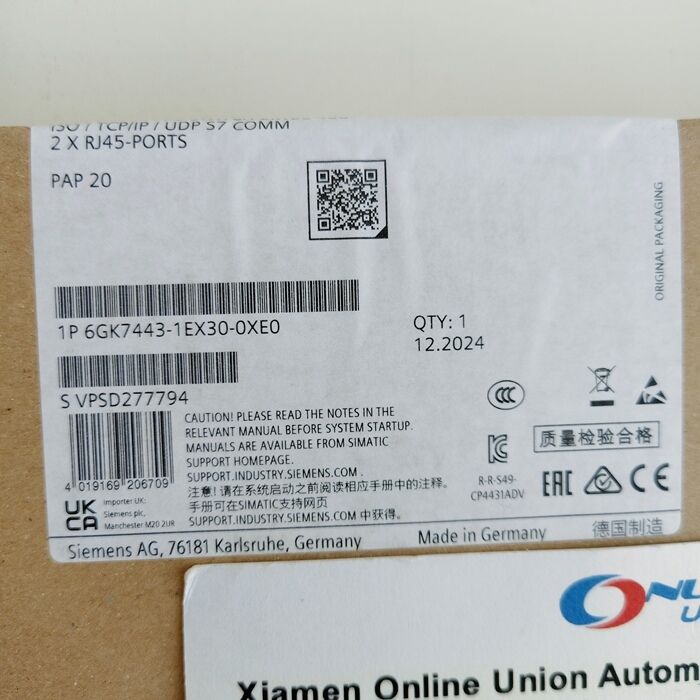 ISO / TCP/IP / UDP S7 COMM
2 X RJ45-PORTS
PAP 20
ORIGINAL PACKAGING
1P 6GK7443-1EX30-0XE0
QTY: 1
12.2024
S VPSD277794
CAUTION! PLEASE READ THE NOTES IN THE
RELEVANT MANUAL BEFORE SYSTEM STARTUP.
MANUALS ARE AVAILABLE FROM SIMATIC
SUPPORT HOMEPAGE.
SUPPORT.INDUSTRY.SIEMENS.COM .
注意! 请在系统启动之前阅读相应手册中的注释。
手册可在SIMATIC支持网页
SUPPORT.INDUSTRY.SIEMENS.COM 中获得。
4 019169 206709
UK
CA
Importer UK:
Siemens plc,
Manchester M20 2UR
CCC
质量检验合格
R-R-S49-
CP4431ADV
EAC
CE
Siemens AG, 76181 Karlsruhe, Germany
Made in Germany
德国制造
Xiamen Online Union Autom